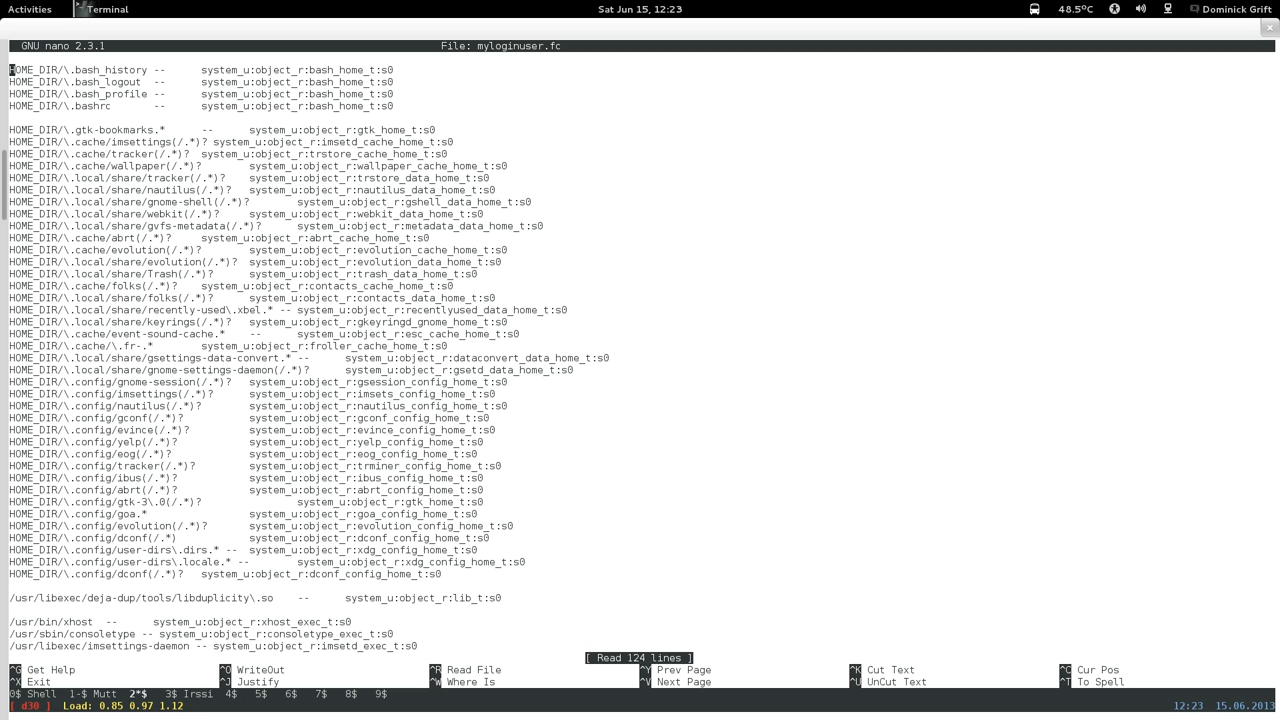 Activities Terminal Sat Jun 15, 12:23 48.5°C Dominick Grift
GNU nano 2.3.1 File: myloginuser.fc
HOME_DIR/\.bash_history -- system_u:object_r:bash_home_t:s0
HOME_DIR/\.bash_logout -- system_u:object_r:bash_home_t:s0
HOME_DIR/\.bash_profile -- system_u:object_r:bash_home_t:s0
HOME_DIR/\.bashrc -- system_u:object_r:bash_home_t:s0
HOME_DIR/\.gtk-bookmarks.* -- system_u:object_r:gtk_home_t:s0
HOME_DIR/\.cache/imsettings(/.*)? system_u:object_r:imsetd_cache_home_t:s0
HOME_DIR/\.cache/tracker(/.*)? system_u:object_r:trstore_cache_home_t:s0
HOME_DIR/\.cache/wallpaper(/.*)? system_u:object_r:wallpaper_cache_home_t:s0
HOME_DIR/\.local/share/tracker(/.*)? system_u:object_r:trstore_data_home_t:s0
HOME_DIR/\.local/share/nautilus(/.*)? system_u:object_r:nautilus_data_home_t:s0
HOME_DIR/\.local/share/gnome-shell(/.*)? system_u:object_r:gshell_data_home_t:s0
HOME_DIR/\.local/share/webkit(/.*)? system_u:object_r:webkit_data_home_t:s0
HOME_DIR/\.local/share/gvfs-metadata(/.*)? system_u:object_r:metadata_data_home_t:s0
HOME_DIR/\.cache/abrt(/.*)? system_u:object_r:abrt_cache_home_t:s0
HOME_DIR/\.cache/evolution(/.*)? system_u:object_r:evolution_cache_home_t:s0
HOME_DIR/\.local/share/evolution(/.*)? system_u:object_r:evolution_data_home_t:s0
HOME_DIR/\.local/share/Trash(/.*)? system_u:object_r:trash_data_home_t:s0
HOME_DIR/\.cache/folks(/.*)? system_u:object_r:contacts_cache_home_t:s0
HOME_DIR/\.local/share/folks(/.*)? system_u:object_r:contacts_data_home_t:s0
HOME_DIR/\.local/share/recently-used\.xbel.* -- system_u:object_r:recentlyused_data_home_t:s0
HOME_DIR/\.local/share/keyrings(/.*)? system_u:object_r:gkeyringd_gnome_home_t:s0
HOME_DIR/\.cache/event-sound-cache.* -- system_u:object_r:esc_cache_home_t:s0
HOME_DIR/\.cache/\.fr-.* system_u:object_r:froller_cache_home_t:s0
HOME_DIR/\.local/share/gsettings-data-convert.* -- system_u:object_r:dataconvert_data_home_t:s0
HOME_DIR/\.local/share/gnome-settings-daemon(/.*)? system_u:object_r:gsetd_data_home_t:s0
HOME_DIR/\.config/gnome-session(/.*)? system_u:object_r:gsession_config_home_t:s0
HOME_DIR/\.config/imsettings(/.*)? system_u:object_r:imsets_config_home_t:s0
HOME_DIR/\.config/nautilus(/.*)? system_u:object_r:nautilus_config_home_t:s0
HOME_DIR/\.config/gconf(/.*)? system_u:object_r:gconf_config_home_t:s0
HOME_DIR/\.config/evince(/.*)? system_u:object_r:evince_config_home_t:s0
HOME_DIR/\.config/yelp(/.*)? system_u:object_r:yelp_config_home_t:s0
HOME_DIR/\.config/eog(/.*)? system_u:object_r:eog_config_home_t:s0
HOME_DIR/\.config/tracker(/.*)? system_u:object_r:trminer_config_home_t:s0
HOME_DIR/\.config/ibus(/.*)? system_u:object_r:ibus_config_home_t:s0
HOME_DIR/\.config/abrt(/.*)? system_u:object_r:abrt_config_home_t:s0
HOME_DIR/\.config/gtk-3\.0(/.*)? system_u:object_r:gtk_home_t:s0
HOME_DIR/\.config/goa.* system_u:object_r:goa_config_home_t:s0
HOME_DIR/\.config/evolution(/.*)? system_u:object_r:evolution_config_home_t:s0
HOME_DIR/\.config/dconf(/.*) system_u:object_r:dconf_config_home_t:s0
HOME_DIR/\.config/user-dirs\.dirs.* -- system_u:object_r:xdg_config_home_t:s0
HOME_DIR/\.config/user-dirs\.locale.* -- system_u:object_r:xdg_config_home_t:s0
HOME_DIR/\.config/dconf(/.*)? system_u:object_r:dconf_config_home_t:s0
/usr/libexec/deja-dup/tools/libduplicity\.so -- system_u:object_r:lib_t:s0
/usr/bin/xhost -- system_u:object_r:xhost_exec_t:s0
/usr/sbin/consoletype -- system_u:object_r:consoletype_exec_t:s0
/usr/libexec/imsettings-daemon -- system_u:object_r:imsetd_exec_t:s0
[ Read 124 lines ]
^G Get Help ^O WriteOut ^R Read File ^Y Prev Page ^K Cut Text ^C Cur Pos
^X Exit ^J Justify ^W Where Is ^V Next Page ^U UnCut Text ^T To Spell
0$ Shell 1-$ Mutt 2*$ 3$ Irssi 4$ 5$ 6$ 7$ 8$ 9$
[ d30 ] Load: 0.85 0.97 1.12 12:23 15.06.2013